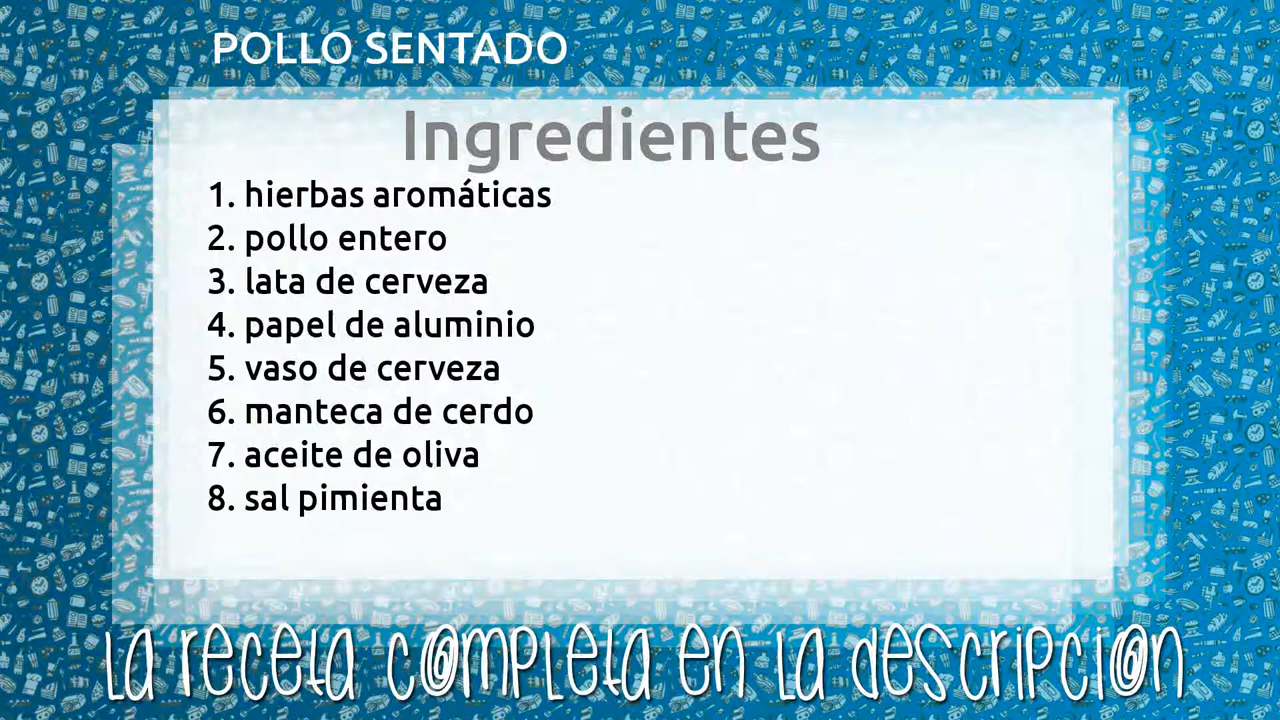 POLLO SENTADO
Ingredientes
1. hierbas aromáticas
2. pollo entero
3. lata de cerveza
4. papel de aluminio
5. vaso de cerveza
6. manteca de cerdo
7. aceite de oliva
8. sal pimienta
La receta completa en la descripcion